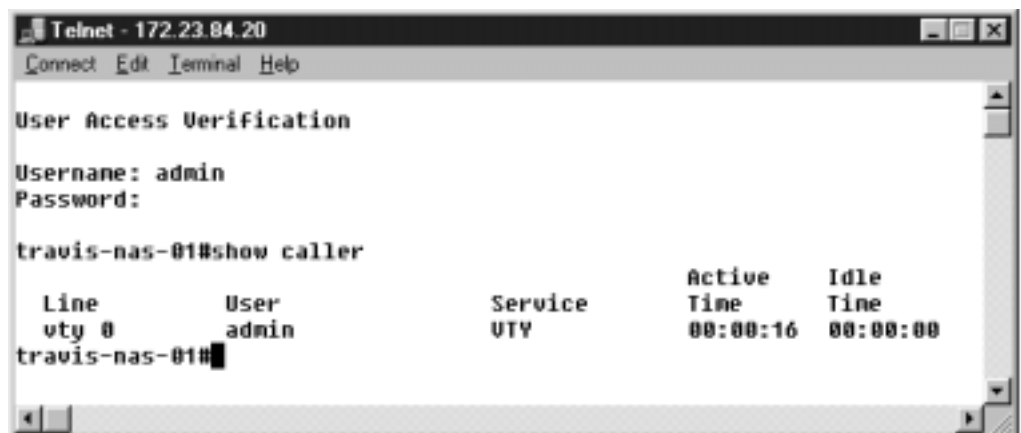 Telnet - 172.23.84.20
Connect Edit Terminal Help
User Access Verification
Username: admin
Password:
travis-nas-01#show caller
Active Idle
Line User Service Time Time
vty 0 admin VTY 00:00:16 00:00:00
travis-nas-01#